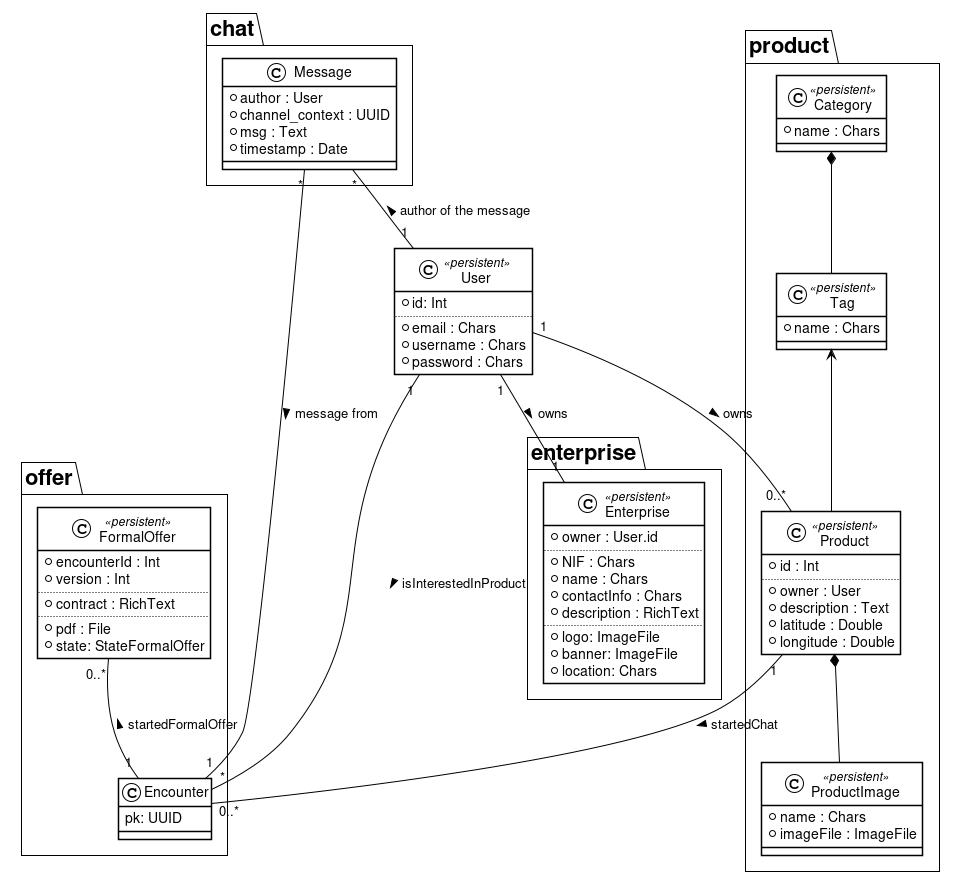 chat
C Message
author : User
channel_context : UUID
msg : Text
timestamp : Date
*
*
author of the message
1
C «persistent»
User
id: Int
email : Chars
username : Chars
password : Chars
1
1
1
message from
owns
owns
1
0..*
isInterestedInProduct
product
C «persistent»
Category
name : Chars
C «persistent»
Tag
name : Chars
C «persistent»
Product
id : Int
owner : User
description : Text
latitude : Double
longitude : Double
1
startedChat
C «persistent»
ProductImage
name : Chars
imageFile : ImageFile
enterprise
C «persistent»
Enterprise
owner : User.id
NIF : Chars
name : Chars
contactInfo : Chars
description : RichText
logo: ImageFile
banner: ImageFile
location: Chars
offer
C «persistent»
FormalOffer
encounterId : Int
version : Int
contract : RichText
pdf : File
state: StateFormalOffer
0..*
startedFormalOffer
1
1
*
0..*
C Encounter
pk: UUID